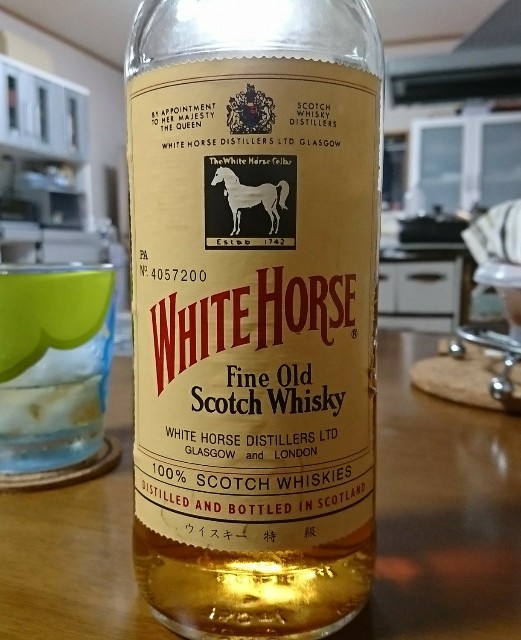 BY APPOINTMENT
TO HER MAJESTY
THE QUEEN
SCOTCH
WHISKY
DISTILLERS
WHITE HORSE DISTILLERS LTD GLASGOW
The White Horse Cellar
Estab 1742
PA
Nº 4057200
WHITE HORSE®
Fine Old
Scotch Whisky
WHITE HORSE DISTILLERS LTD
GLASGOW and LONDON
100% SCOTCH WHISKIES
DISTILLED AND BOTTLED IN SCOTLAND
ウイスキー 特 級